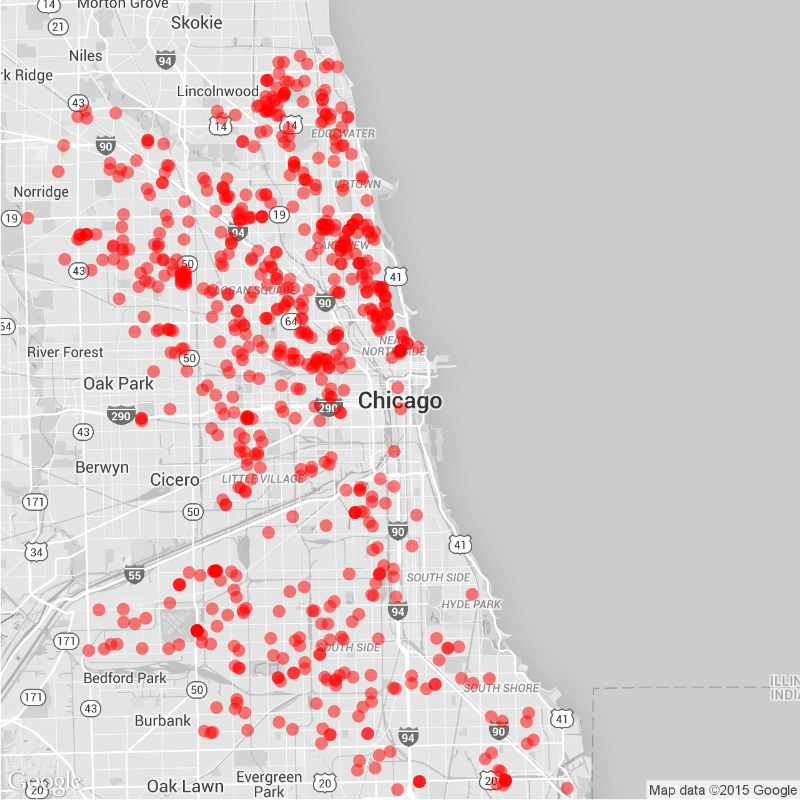 14
Morton Grove
21
Skokie
Niles
94
rk Ridge
Lincolnwood
43
14
14
EDGEWATER
90
UPTOWN
Norridge
19
19
94
LAKEVIEW
50
43
41
LOGAN SQUARE
90
64
64
NEAR
NORTH SIDE
River Forest
50
Oak Park
Chicago
290
290
43
Berwyn
Cicero
LITTLE VILLAGE
171
50
90
34
41
55
SOUTH SIDE
HYDE PARK
94
171
SOUTH SIDE
Bedford Park
50
SOUTH SHORE
ILLIN
INDIA
171
43
Burbank
41
90
94
Google
20
Oak Lawn
Evergreen
Park
20
20
Map data ©2015 Google